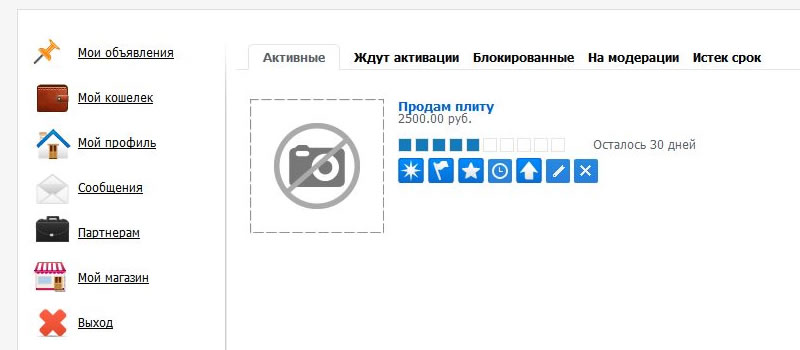 Мои объявления
Мой кошелек
Мой профиль
Сообщения
Партнерам
Мой магазин
Выход
Активные Ждут активации Блокированные На модерации Истек срок
Продам плиту
2500.00 руб.
Осталось 30 дней